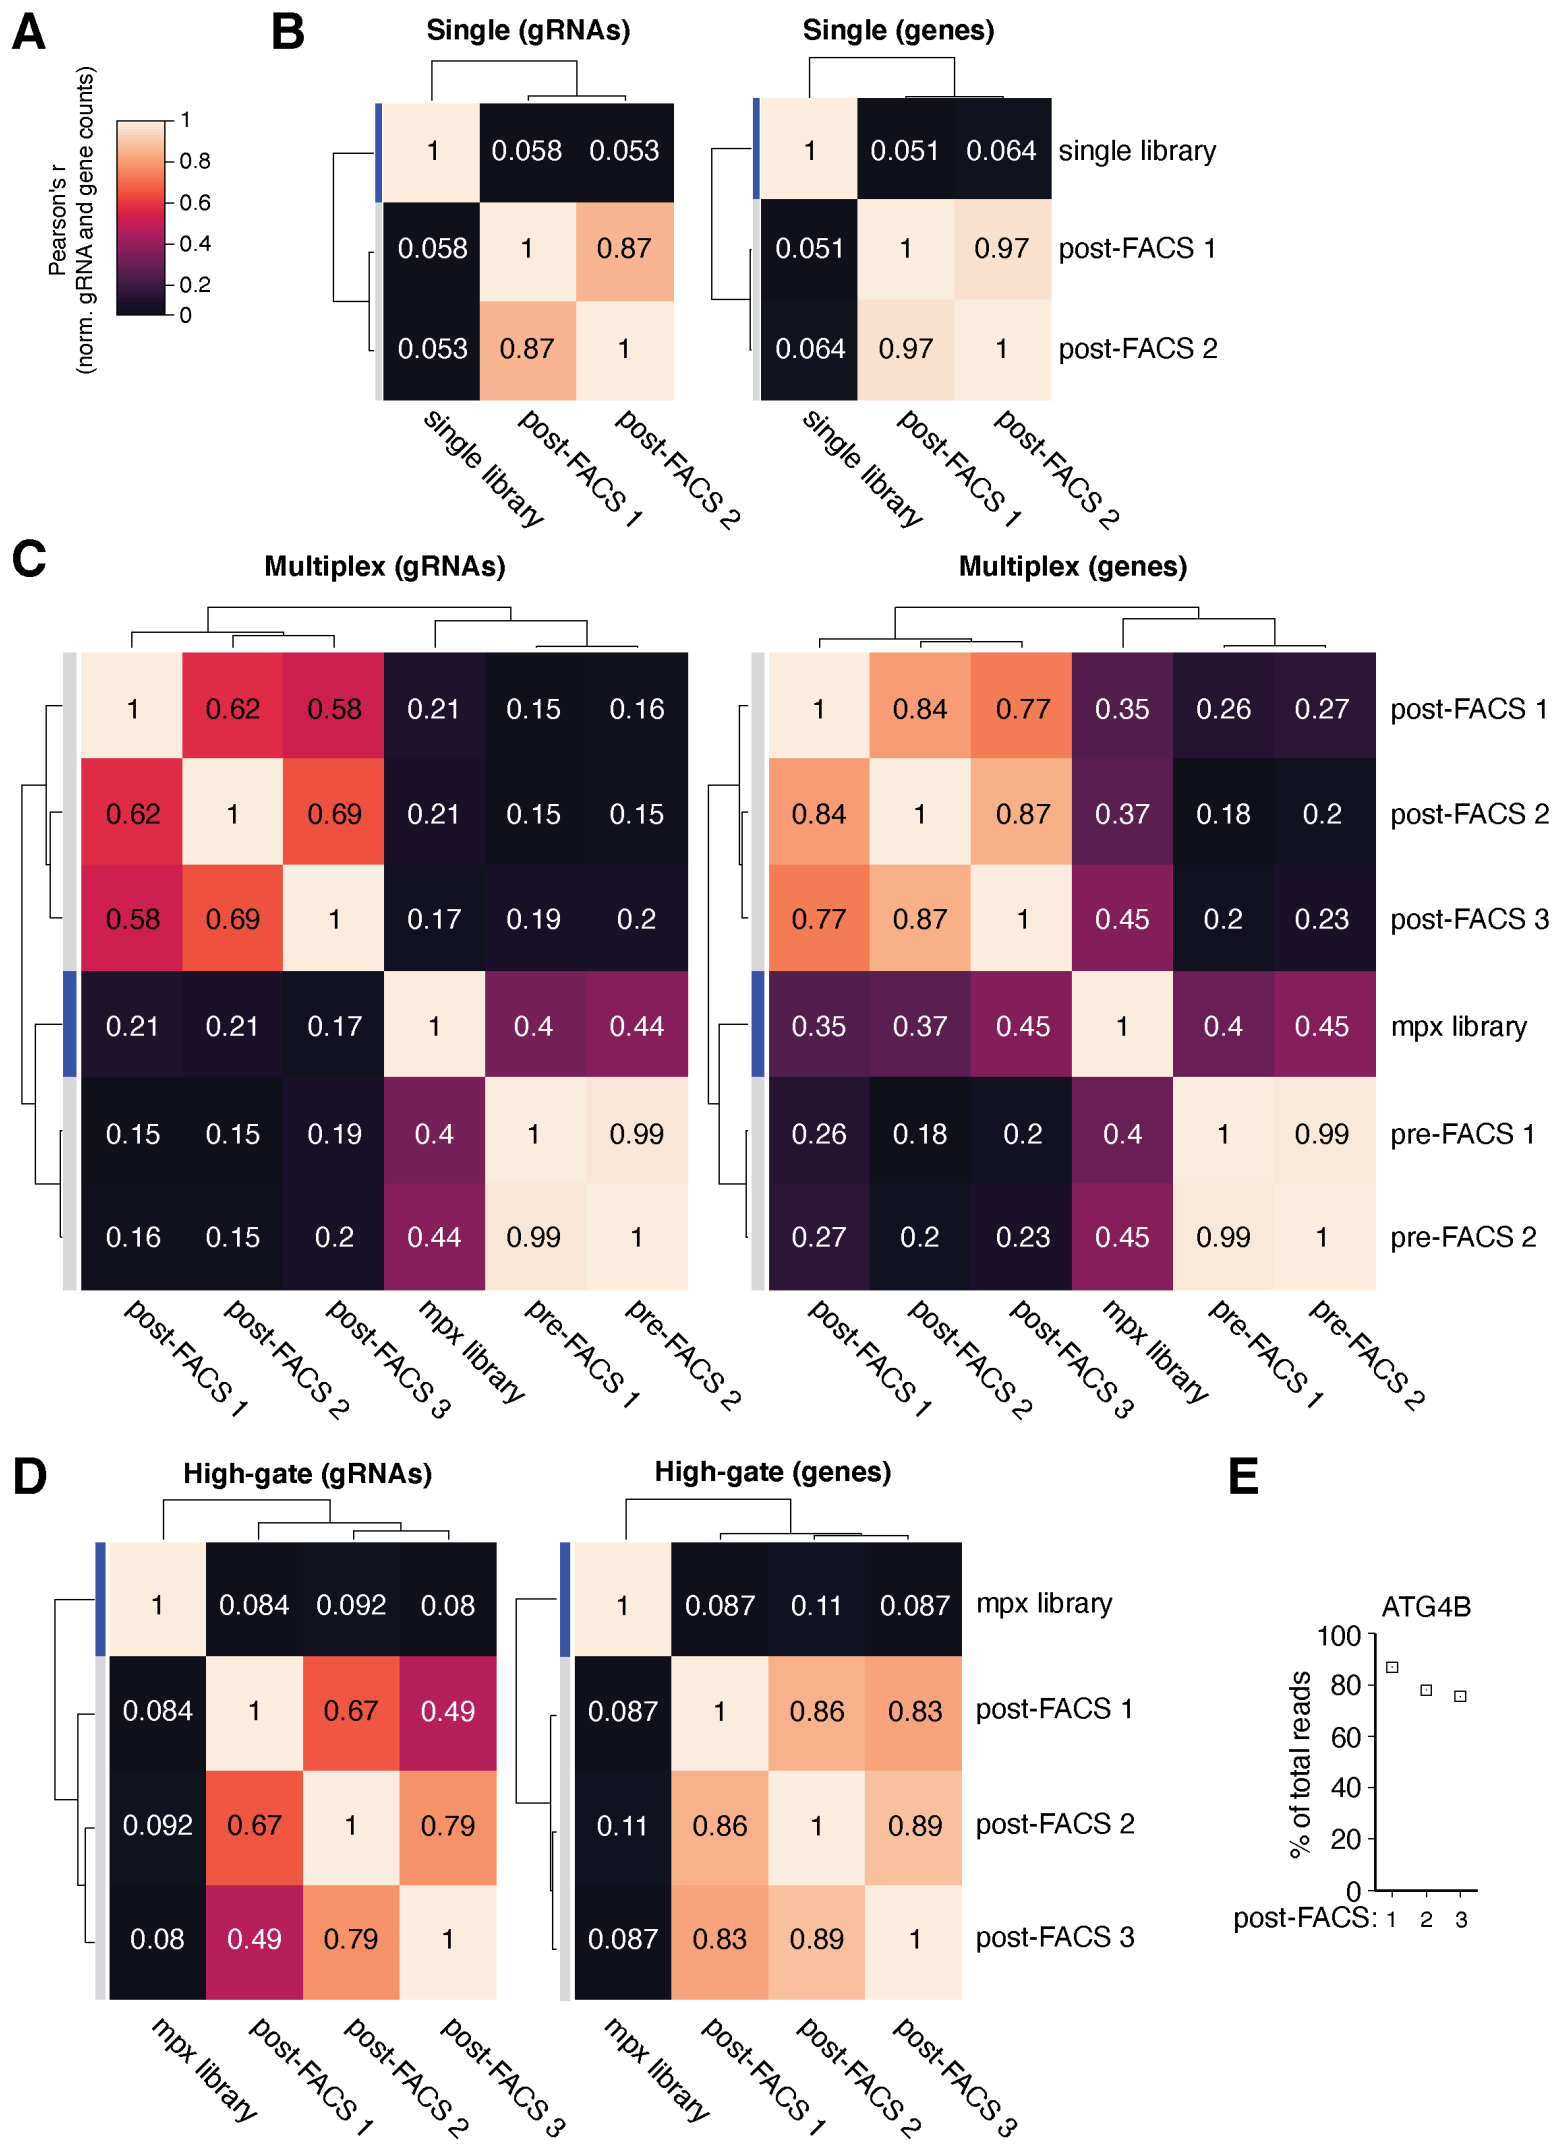 A
Pearson's r
(norm. gRNA and gene counts)
1
0.8
0.6
0.4
0.2
0
B
Single (gRNAs)
1 0.058 0.053
0.058 1 0.87
0.053 0.87 1
single library
post-FACS 1
post-FACS 2
Single (genes)
1 0.051 0.064 single library
0.051 1 0.97 post-FACS 1
0.064 0.97 1 post-FACS 2
single library
post-FACS 1
post-FACS 2
C
Multiplex (gRNAs)
1 0.62 0.58 0.21 0.15 0.16
0.62 1 0.69 0.21 0.15 0.15
0.58 0.69 1 0.17 0.19 0.2
0.21 0.21 0.17 1 0.4 0.44
0.15 0.15 0.19 0.4 1 0.99
0.16 0.15 0.2 0.44 0.99 1
post-FACS 1
post-FACS 2
post-FACS 3
mpx library
pre-FACS 1
pre-FACS 2
Multiplex (genes)
1 0.84 0.77 0.35 0.26 0.27 post-FACS 1
0.84 1 0.87 0.37 0.18 0.2 post-FACS 2
0.77 0.87 1 0.45 0.2 0.23 post-FACS 3
0.35 0.37 0.45 1 0.4 0.45 mpx library
0.26 0.18 0.2 0.4 1 0.99 pre-FACS 1
0.27 0.2 0.23 0.45 0.99 1 pre-FACS 2
post-FACS 1
post-FACS 2
post-FACS 3
mpx library
pre-FACS 1
pre-FACS 2
D
High-gate (gRNAs)
1 0.084 0.092 0.08
0.084 1 0.67 0.49
0.092 0.67 1 0.79
0.08 0.49 0.79 1
mpx library
post-FACS 1
post-FACS 2
post-FACS 3
High-gate (genes)
1 0.087 0.11 0.087 mpx library
0.087 1 0.86 0.83 post-FACS 1
0.11 0.86 1 0.89 post-FACS 2
0.087 0.83 0.89 1 post-FACS 3
mpx library
post-FACS 1
post-FACS 2
post-FACS 3
E
ATG4B
% of total reads
100
80
60
40
20
0
post-FACS: 1 2 3